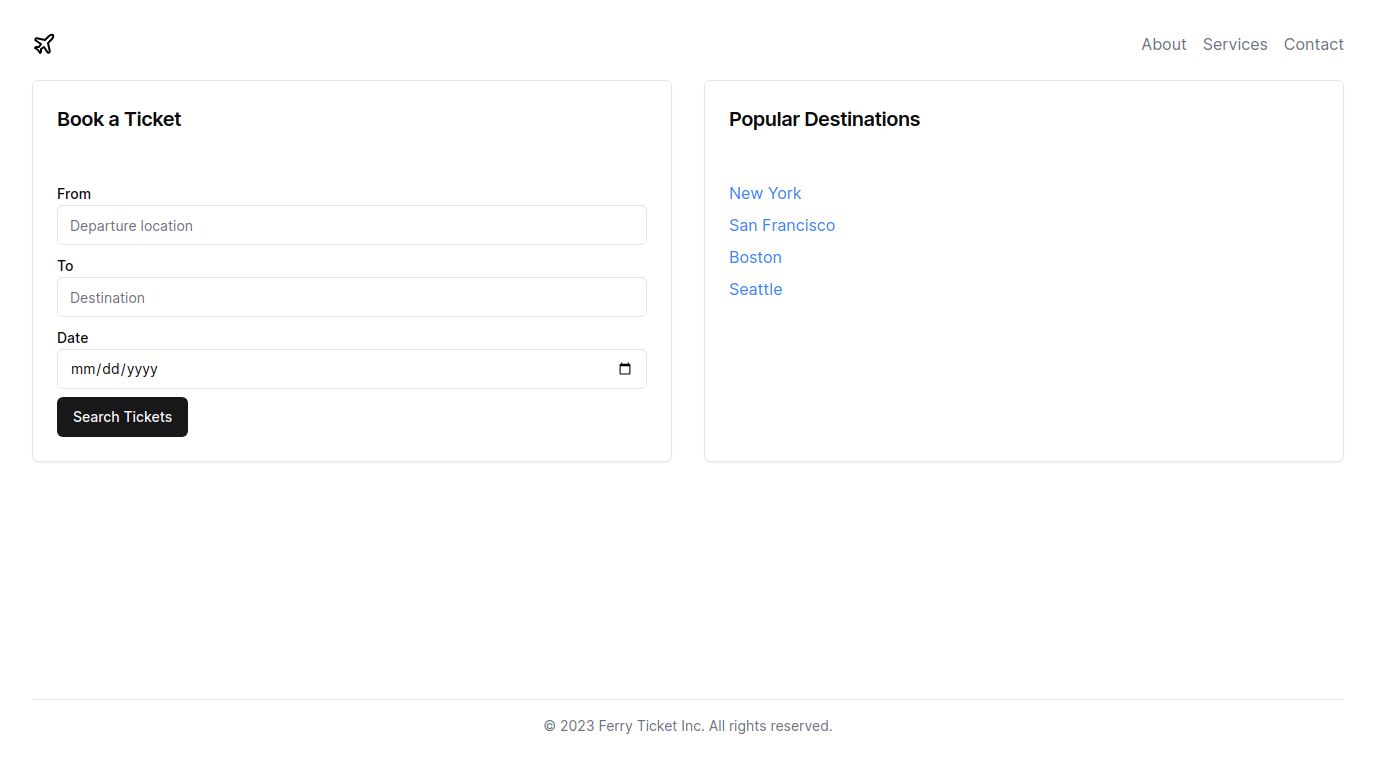 About Services Contact
Book a Ticket
From
Departure location
To
Destination
Date
mm/dd/yyyy
Search Tickets
Popular Destinations
New York
San Francisco
Boston
Seattle
© 2023 Ferry Ticket Inc. All rights reserved.